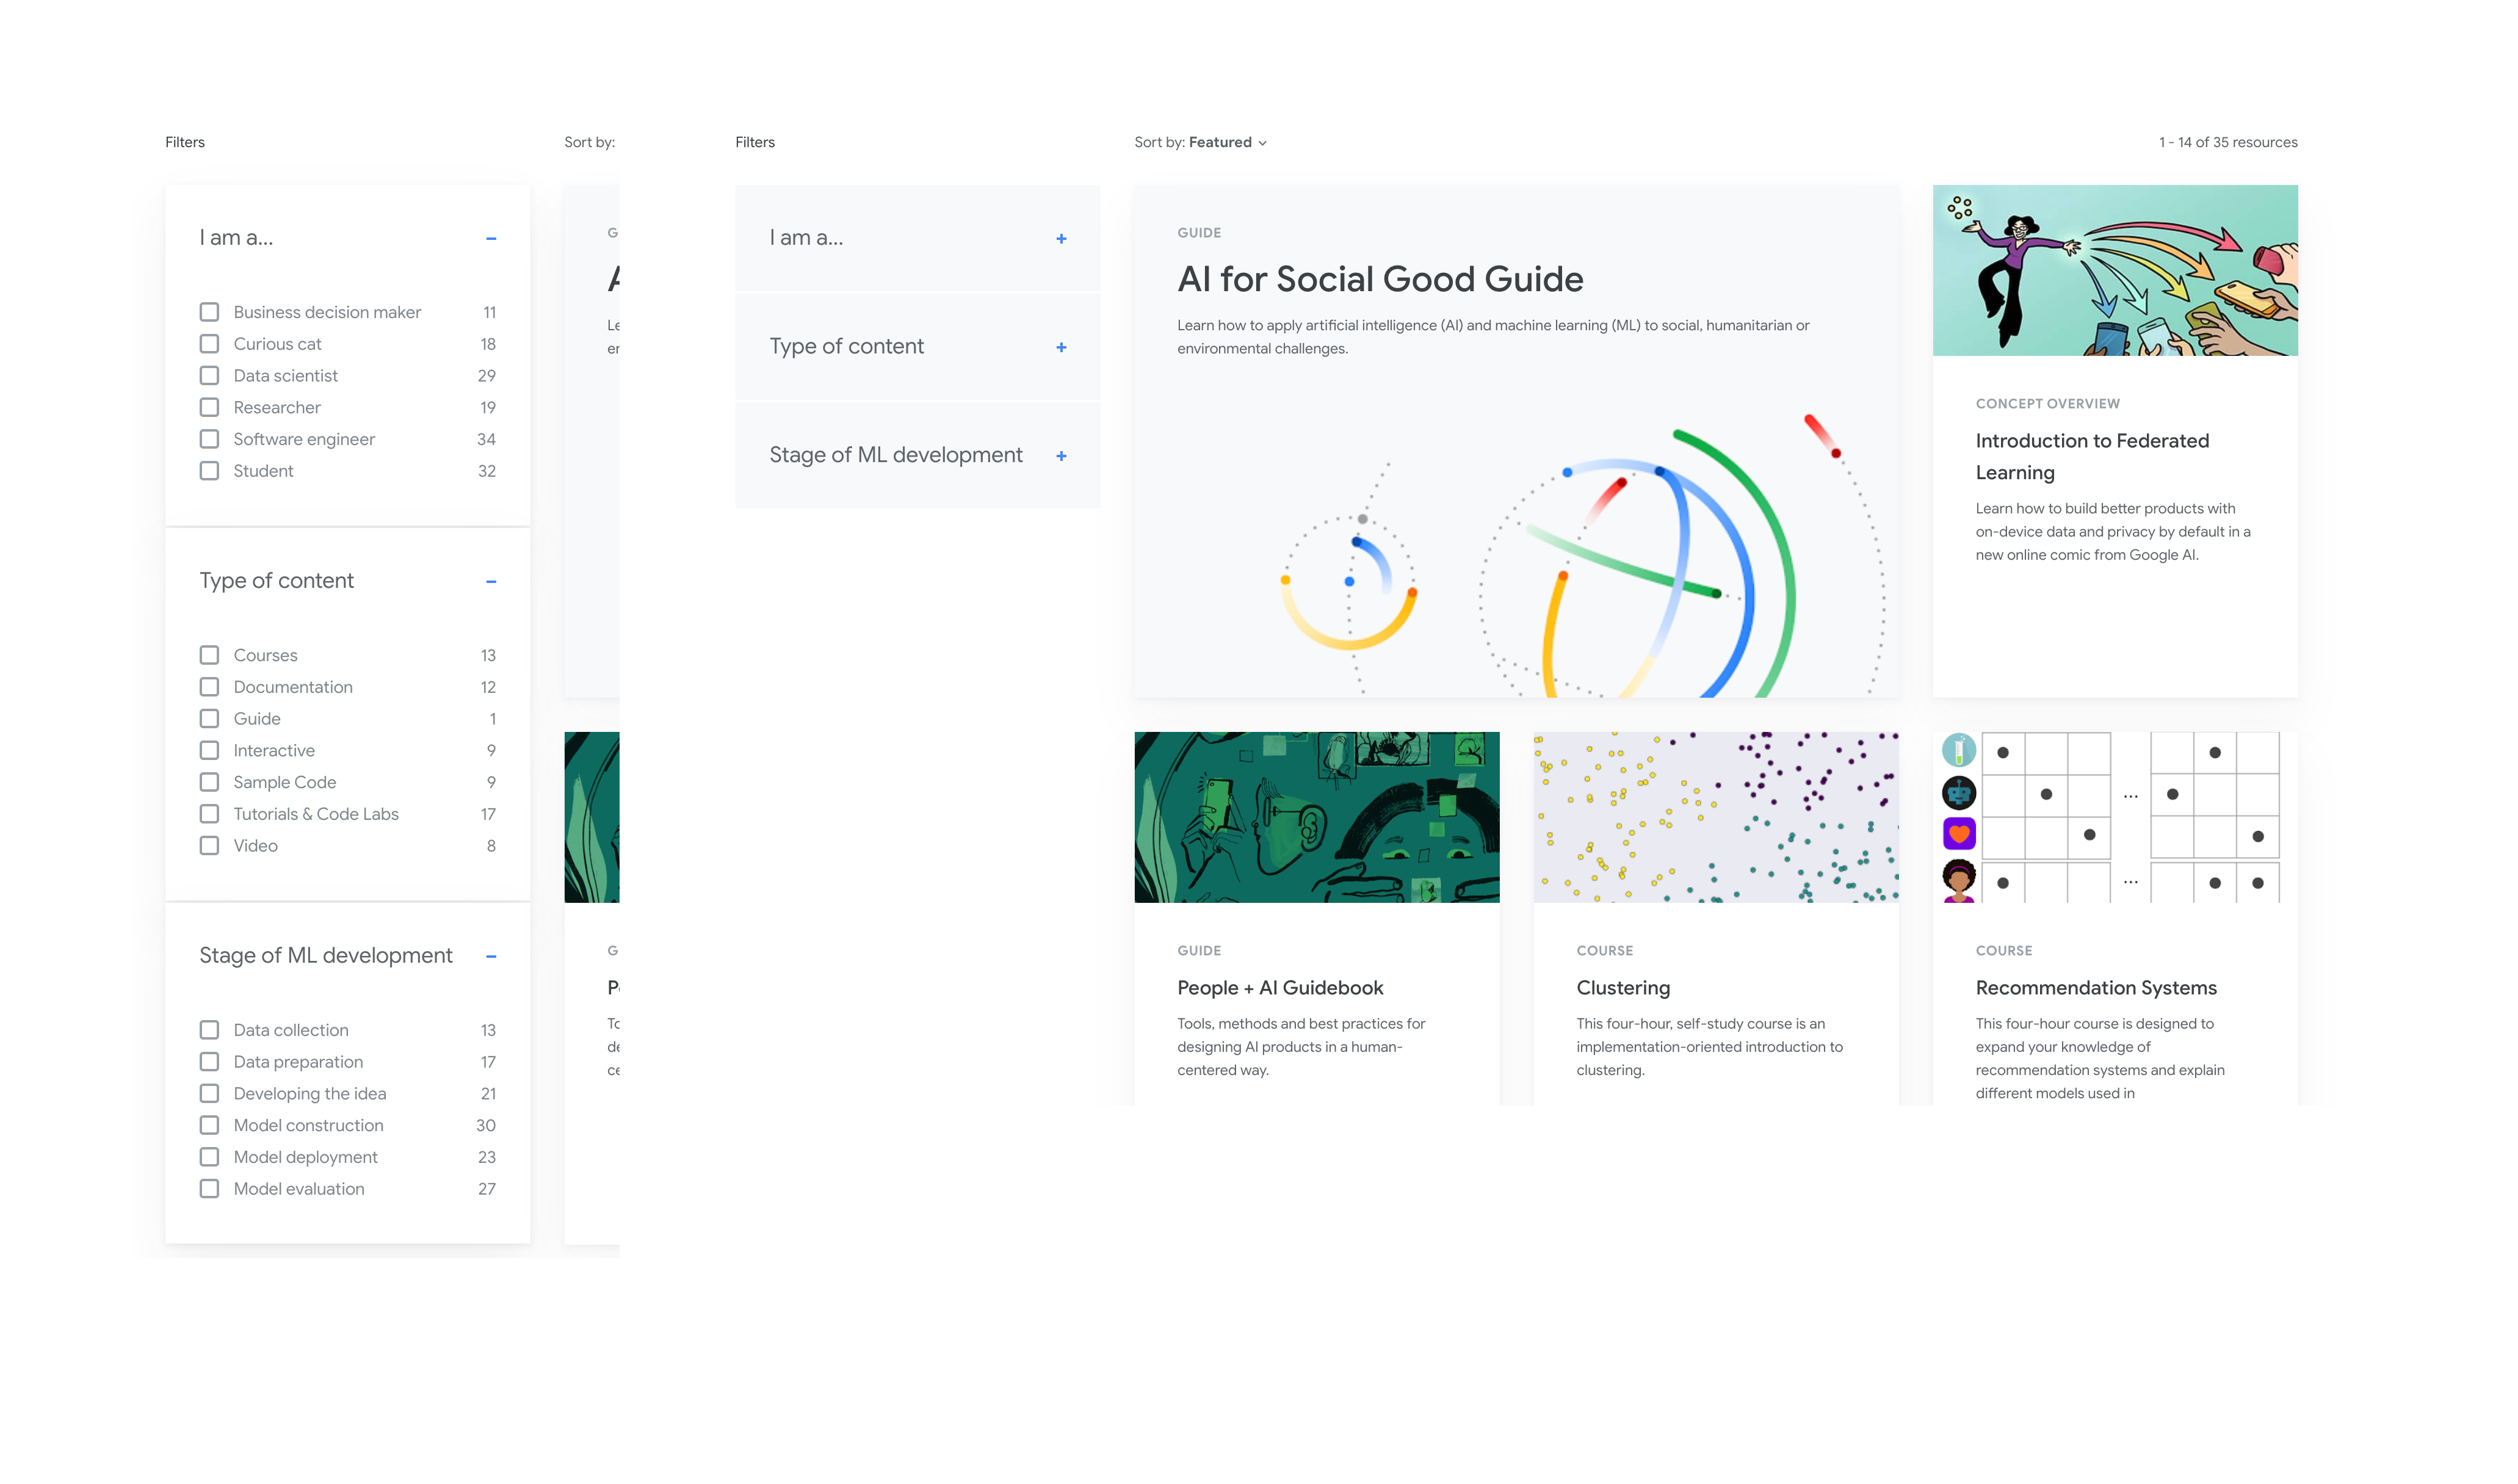 Filters
Sort by:
I am a...
Business decision maker 11
Curious cat 18
Data scientist 29
Researcher 19
Software engineer 34
Student 32
Type of content
Courses 13
Documentation 12
Guide 1
Interactive 9
Sample Code 9
Tutorials & Code Labs 17
Video 8
Stage of ML development
Data collection 13
Data preparation 17
Developing the idea 21
Model construction 30
Model deployment 23
Model evaluation 27
Filters
Sort by: Featured
1 - 14 of 35 resources
I am a...
Type of content
Stage of ML development
GUIDE
AI for Social Good Guide
Learn how to apply artificial intelligence (AI) and machine learning (ML) to social, humanitarian or
environmental challenges.
CONCEPT OVERVIEW
Introduction to Federated
Learning
Learn how to build better products with
on-device data and privacy by default in a
new online comic from Google AI.
GUIDE
People + AI Guidebook
Tools, methods and best practices for
designing AI products in a human-
centered way.
COURSE
Clustering
This four-hour, self-study course is an
implementation-oriented introduction to
clustering.
COURSE
Recommendation Systems
This four-hour course is designed to
expand your knowledge of
recommendation systems and explain
different models used in